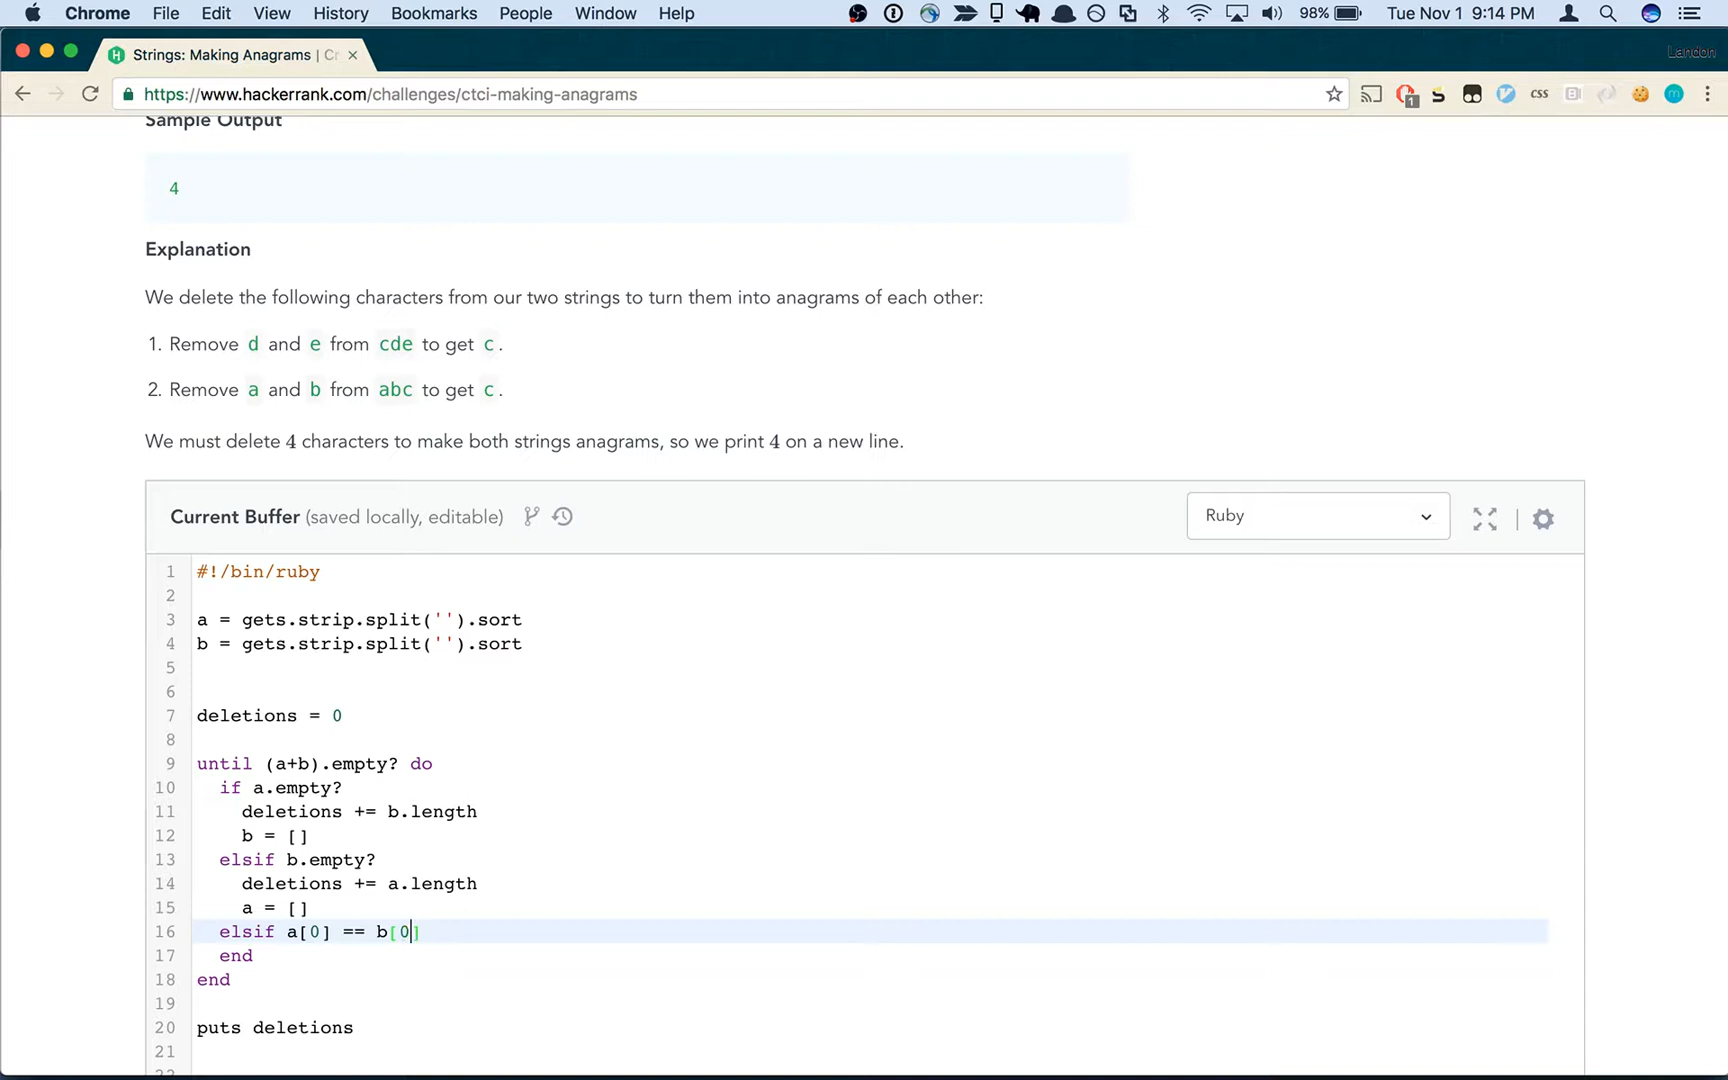 Chrome File Edit View History Bookmarks People Window Help 98% Tue Nov 1 9:14 PM
Strings: Making Anagrams | Cr
Landon
https://www.hackerrank.com/challenges/ctci-making-anagrams
1
CSS
m
Sample Output
4
Explanation
We delete the following characters from our two strings to turn them into anagrams of each other:
1. Remove d and e from cde to get c.
2. Remove a and b from abc to get c.
We must delete 4 characters to make both strings anagrams, so we print 4 on a new line.
Current Buffer (saved locally, editable)
Ruby
1 #!/bin/ruby
2
3 a = gets.strip.split('').sort
4 b = gets.strip.split('').sort
5
6
7 deletions = 0
8
9 until (a+b).empty? do
10 if a.empty?
11 deletions += b.length
12 b = []
13 elsif b.empty?
14 deletions += a.length
15 a = []
16 elsif a[0] == b[0]
17 end
18 end
19
20 puts deletions
21